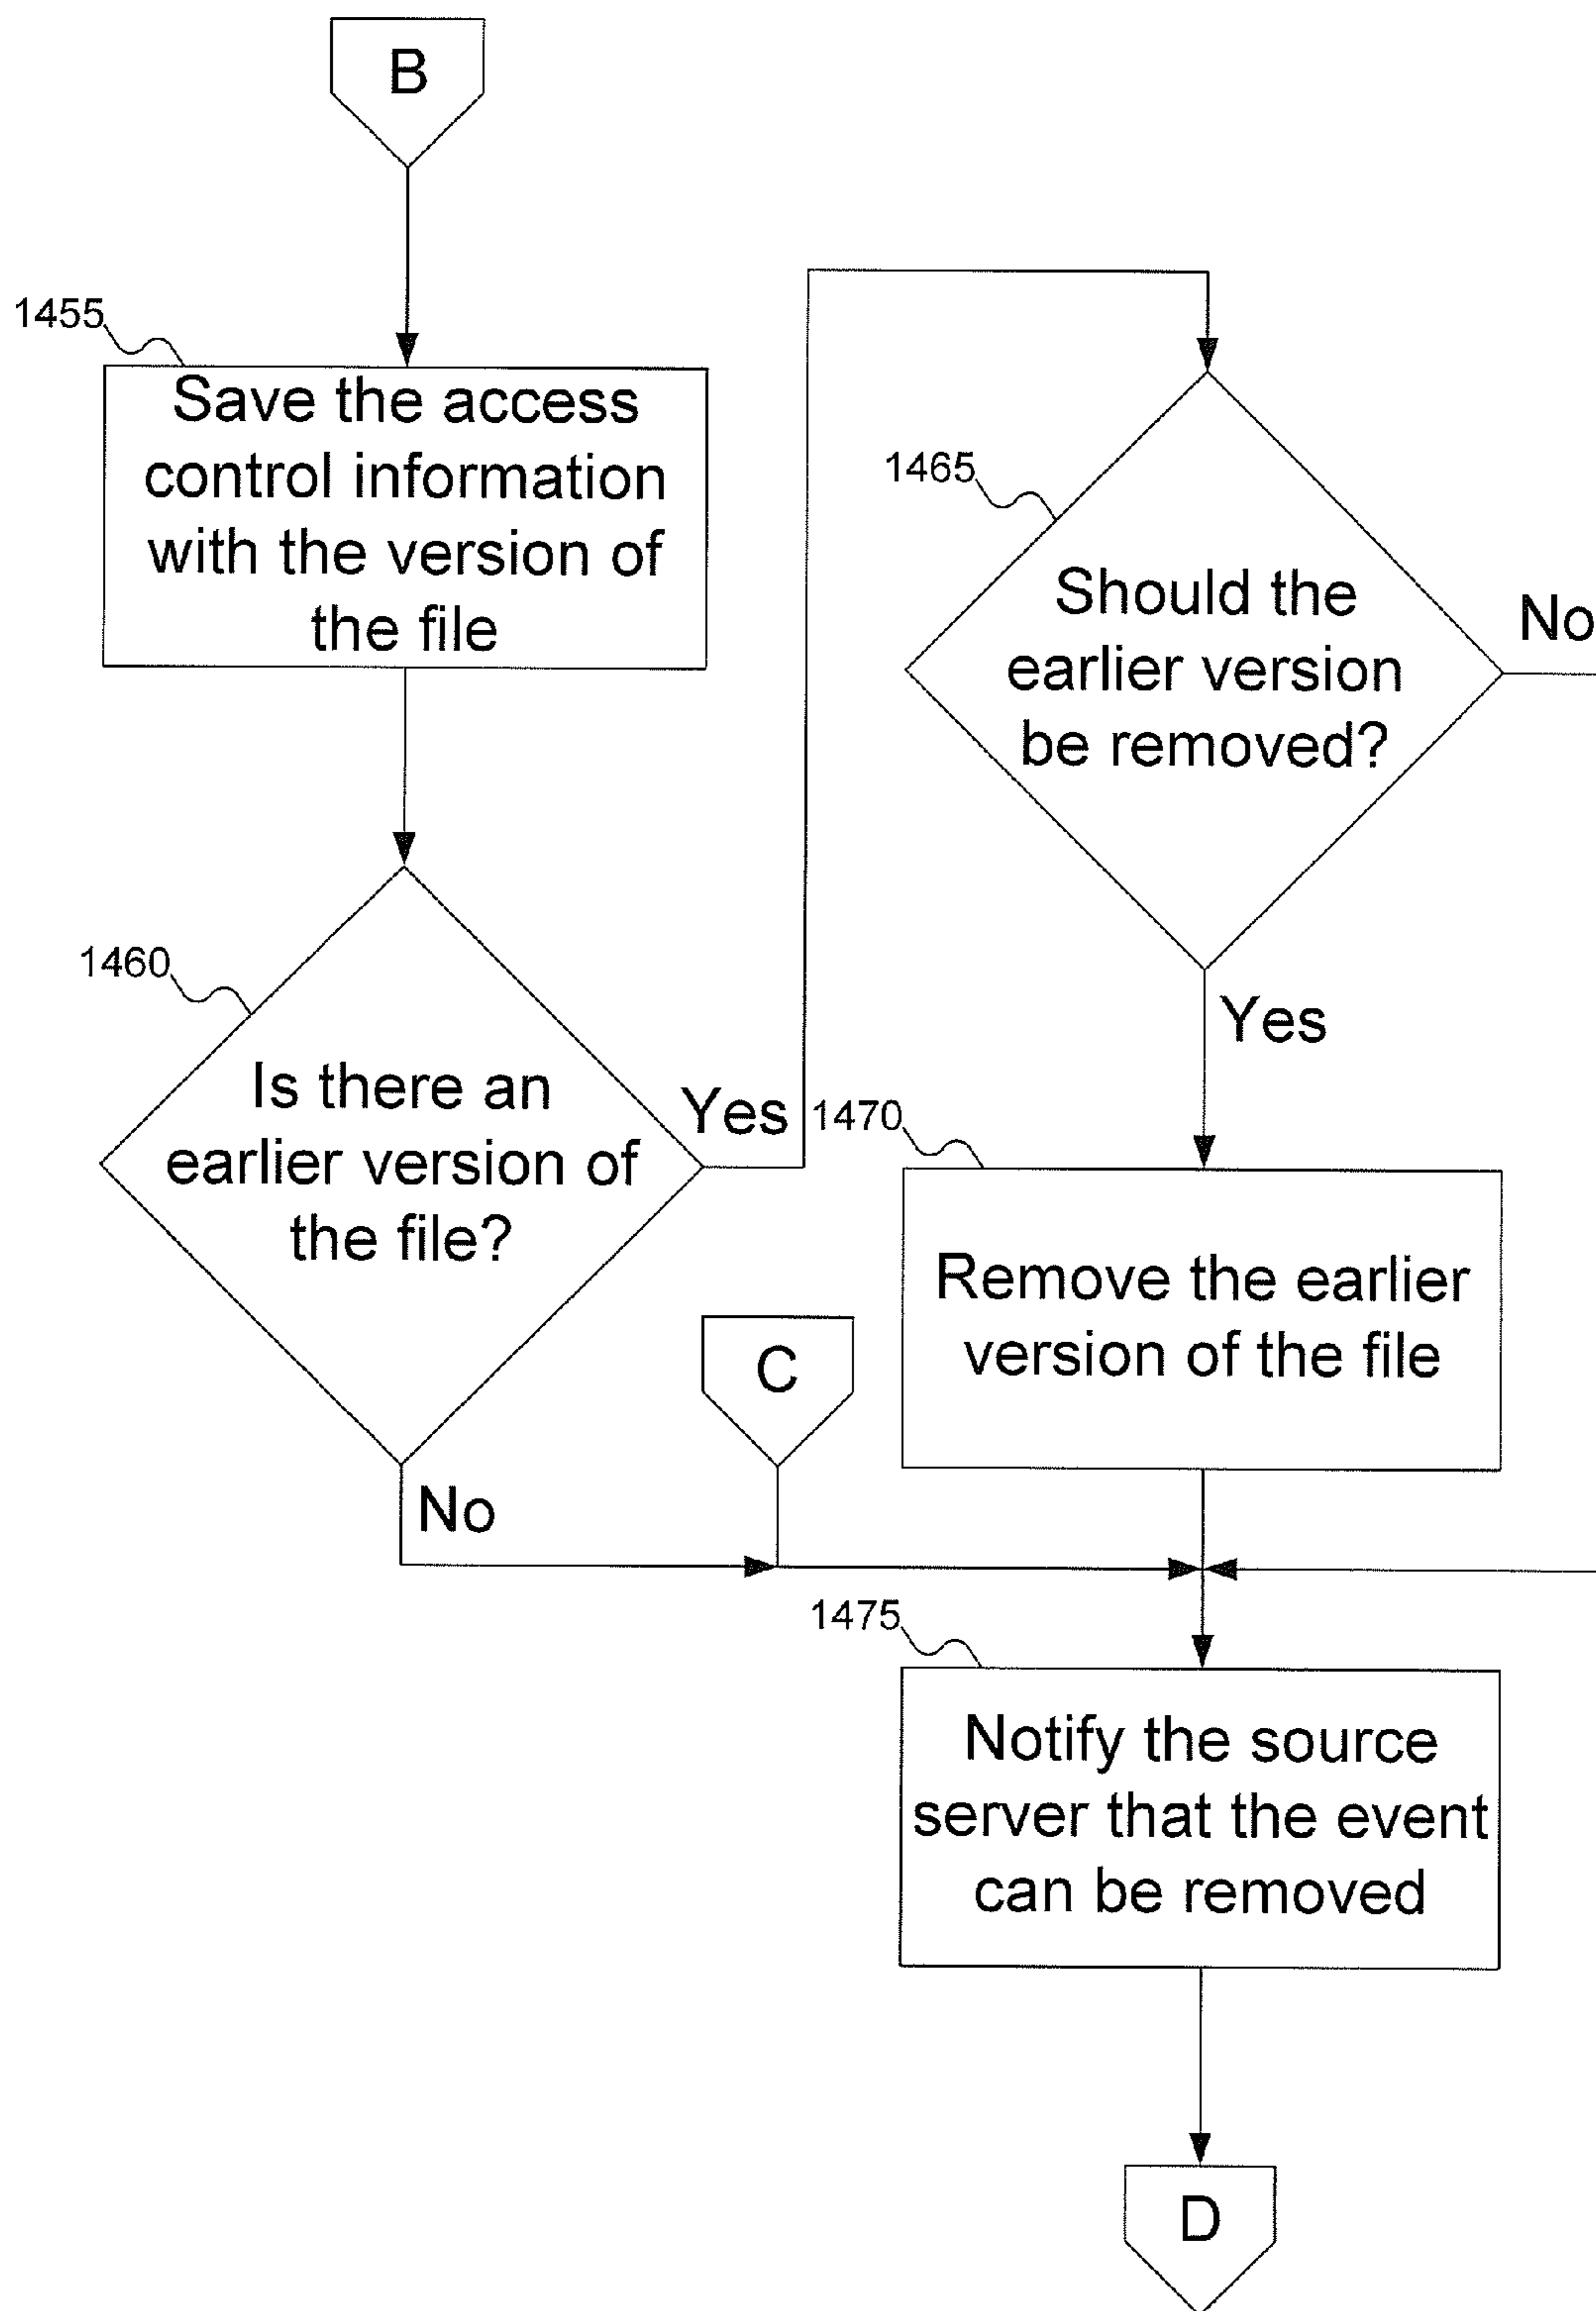 B
1455
Save the access
control information
with the version of
the file
1460
Is there an
earlier version of
the file?
Yes
No
1465
Should the
earlier version
be removed?
No
Yes
1470
Remove the earlier
version of the file
C
1475
Notify the source
server that the event
can be removed
D